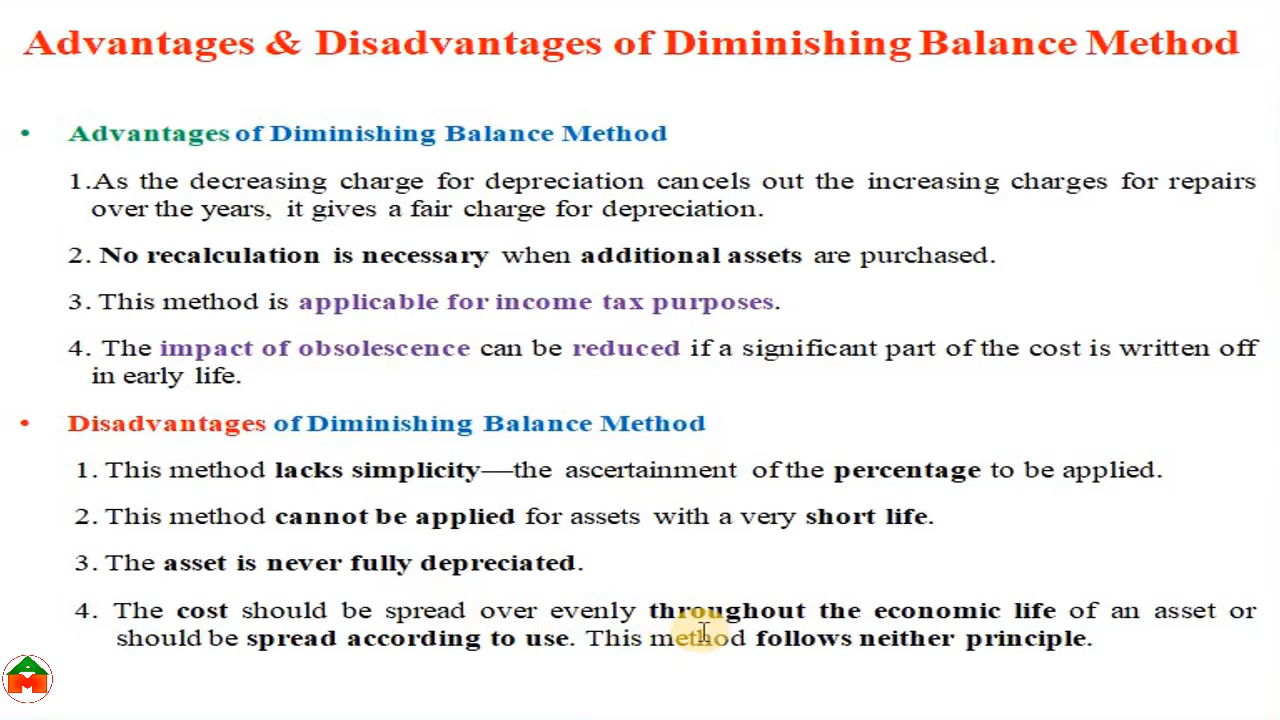 Advantages & Disadvantages of Diminishing Balance Method
• Advantages of Diminishing Balance Method
1.As the decreasing charge for depreciation cancels out the increasing charges for repairs
over the years, it gives a fair charge for depreciation.
2. No recalculation is necessary when additional assets are purchased.
3. This method is applicable for income tax purposes.
4. The impact of obsolescence can be reduced if a significant part of the cost is written off
in early life.
• Disadvantages of Diminishing Balance Method
1. This method lacks simplicity—the ascertainment of the percentage to be applied.
2. This method cannot be applied for assets with a very short life.
3. The asset is never fully depreciated.
4. The cost should be spread over evenly throughout the economic life of an asset or
should be spread according to use. This method follows neither principle.